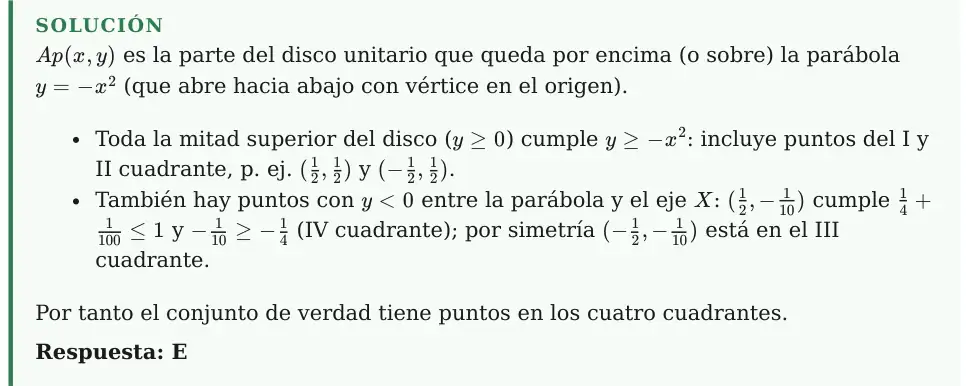 SOLUCIÓN
Ap(x, y) es la parte del disco unitario que queda por encima (o sobre) la parábola
y = −x² (que abre hacia abajo con vértice en el origen).
• Toda la mitad superior del disco (y ≥ 0) cumple y ≥ −x²: incluye puntos del I y
II cuadrante, p. ej. (1/2, 1/2) y (−1/2, 1/2).
• También hay puntos con y < 0 entre la parábola y el eje X: (1/2, −1/10) cumple 1/4 +
1/100 ≤ 1 y −1/10 ≥ −1/4 (IV cuadrante); por simetría (−1/2, −1/10) está en el III
cuadrante.
Por tanto el conjunto de verdad tiene puntos en los cuatro cuadrantes.
Respuesta: E